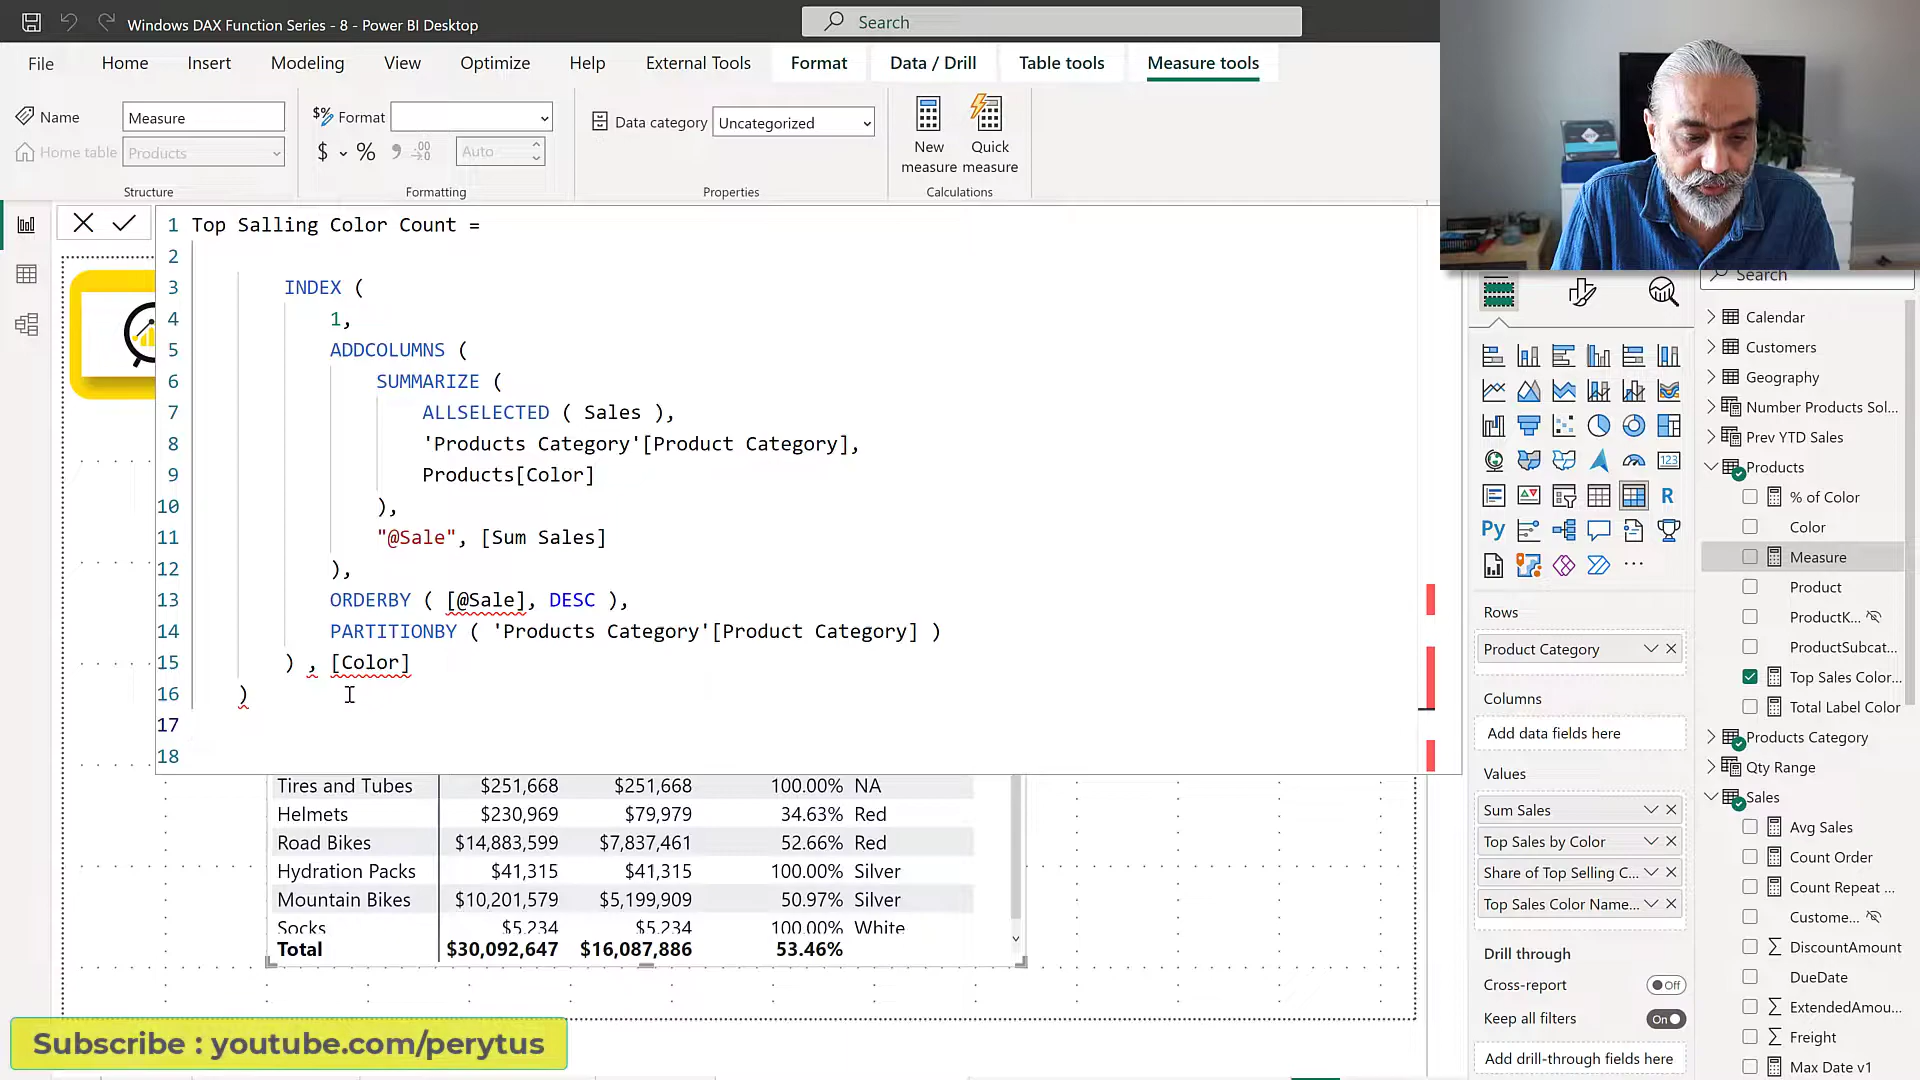 Windows DAX Function Series - 8 - Power BI Desktop
Search
File
Home
Insert
Modeling
View
Optimize
Help
External Tools
Format
Data / Drill
Table tools
Measure tools
Name
Measure
Home table
Products
Structure
Format
$
%
Auto
Formatting
Data category
Uncategorized
Properties
New
measure
Quick
measure
Calculations
1 Top Salling Color Count =
2
3 INDEX (
4 1,
5 ADDCOLUMNS (
6 SUMMARIZE (
7 ALLSELECTED ( Sales ),
8 'Products Category'[Product Category],
9 Products[Color]
10 ),
11 "@Sale", [Sum Sales]
12 ),
13 ORDERBY ( [@Sale], DESC ),
14 PARTITIONBY ( 'Products Category'[Product Category] )
15 ) , [Color]
16 )
17
18
Tires and Tubes $251,668 $251,668 100.00% NA
Helmets $230,969 $79,979 34.63% Red
Road Bikes $14,883,599 $7,837,461 52.66% Red
Hydration Packs $41,315 $41,315 100.00% Silver
Mountain Bikes $10,201,579 $5,199,909 50.97% Silver
Socks $5,234 $5,234 100.00% White
Total $30,092,647 $16,087,886 53.46%
Subscribe : youtube.com/perytus
123
R
Py
Rows
Product Category
Columns
Add data fields here
Values
Sum Sales
Top Sales by Color
Share of Top Selling C...
Top Sales Color Name...
Drill through
Cross-report
Off
Keep all filters
On
Add drill-through fields here
Search
Calendar
Customers
Geography
Number Products Sol...
Prev YTD Sales
Products
% of Color
Color
Measure
Product
ProductK...
ProductSubcat...
Top Sales Color...
Total Label Color
Products Category
Qty Range
Sales
Avg Sales
Count Order
Count Repeat ...
Custome...
DiscountAmount
DueDate
ExtendedAmou...
Freight
Max Date v1